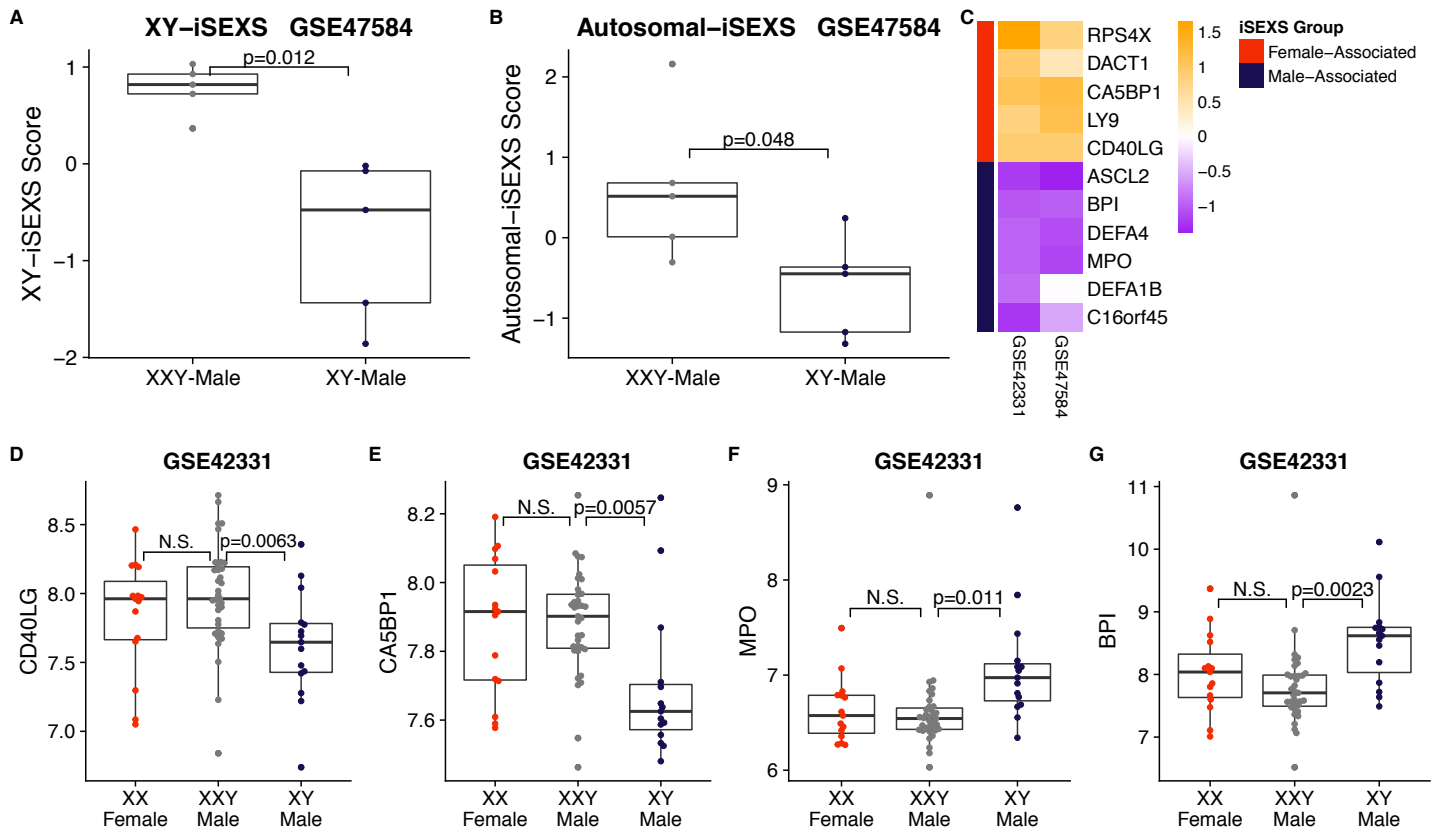 A
XY−iSEXS GSE47584
XY−iSEXS Score
1
0
−1
−2
p=0.012
XXY-Male
XY-Male
B
Autosomal−iSEXS GSE47584
Autosomal−iSEXS Score
2
1
0
−1
p=0.048
XXY-Male
XY-Male
C
RPS4X
DACT1
CA5BP1
LY9
CD40LG
ASCL2
BPI
DEFA4
MPO
DEFA1B
C16orf45
GSE42331
GSE47584
1.5
1
0.5
0
−0.5
−1
iSEXS Group
Female−Associated
Male−Associated
D
GSE42331
CD40LG
8.5
8.0
7.5
7.0
N.S.
p=0.0063
XX
Female
XXY
Male
XY
Male
E
GSE42331
CA5BP1
8.2
8.0
7.8
7.6
N.S.
p=0.0057
XX
Female
XXY
Male
XY
Male
F
GSE42331
MPO
9
8
7
6
N.S.
p=0.011
XX
Female
XXY
Male
XY
Male
G
GSE42331
BPI
11
10
9
8
7
N.S.
p=0.0023
XX
Female
XXY
Male
XY
Male